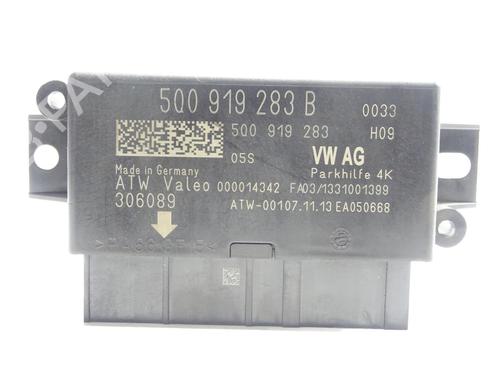 5Q0 919 283 B 0033
5Q0 919 283 H09
05S VW AG
Made in Germany Parkhilfe 4K
ATW Valeo 000014342 FA03/1331001399
306089 ATW-00107.11.13 EA050668